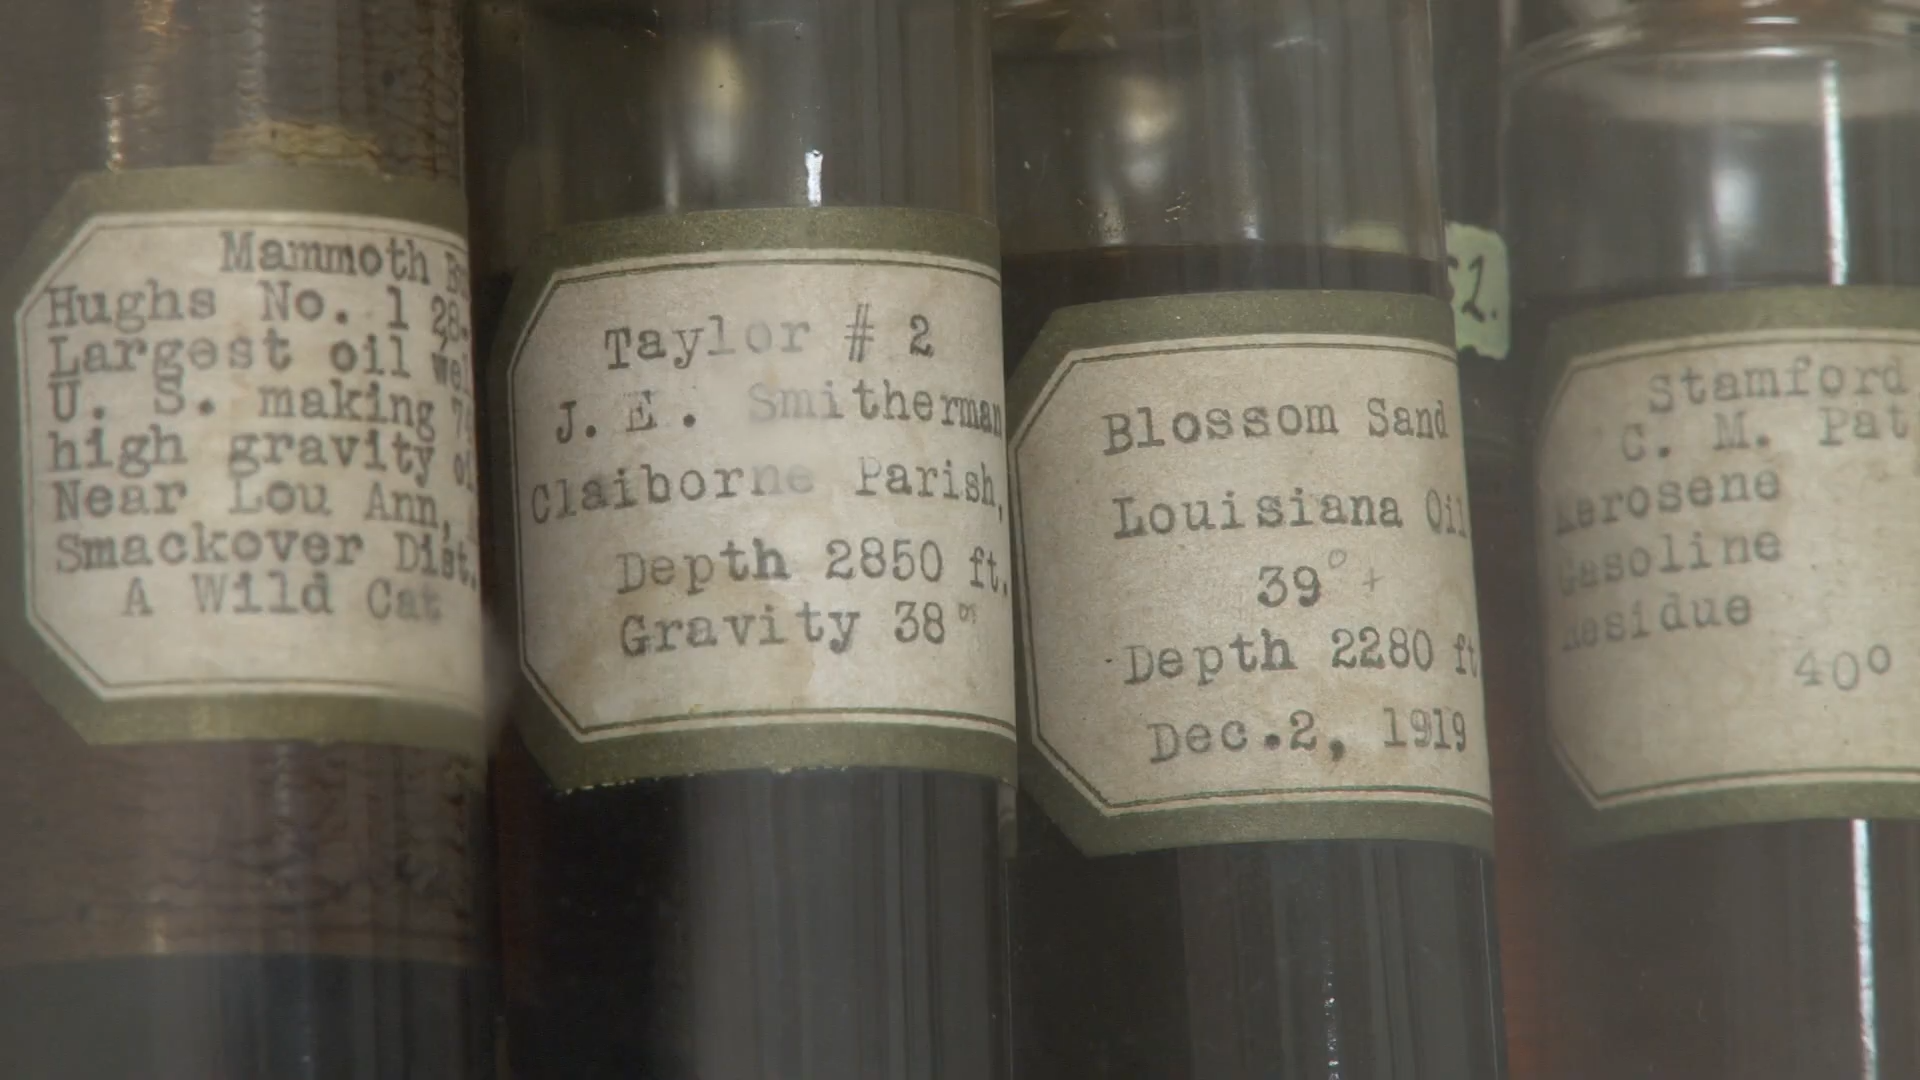 Mammoth
Hughs No. 1 28-
Largest oil
U. S. making
high gravity
Near Lou Ann,
Smackover Dist.
A Wild Cat
Taylor # 2
J. E. Smitherman
Claiborne Parish,
Depth 2850 ft.
Gravity 38°
Blossom Sand
Louisiana Oil
39° +
Depth 2280 ft
Dec.2, 1919
Stamford
C. M.
Gasoline
Residue
40°